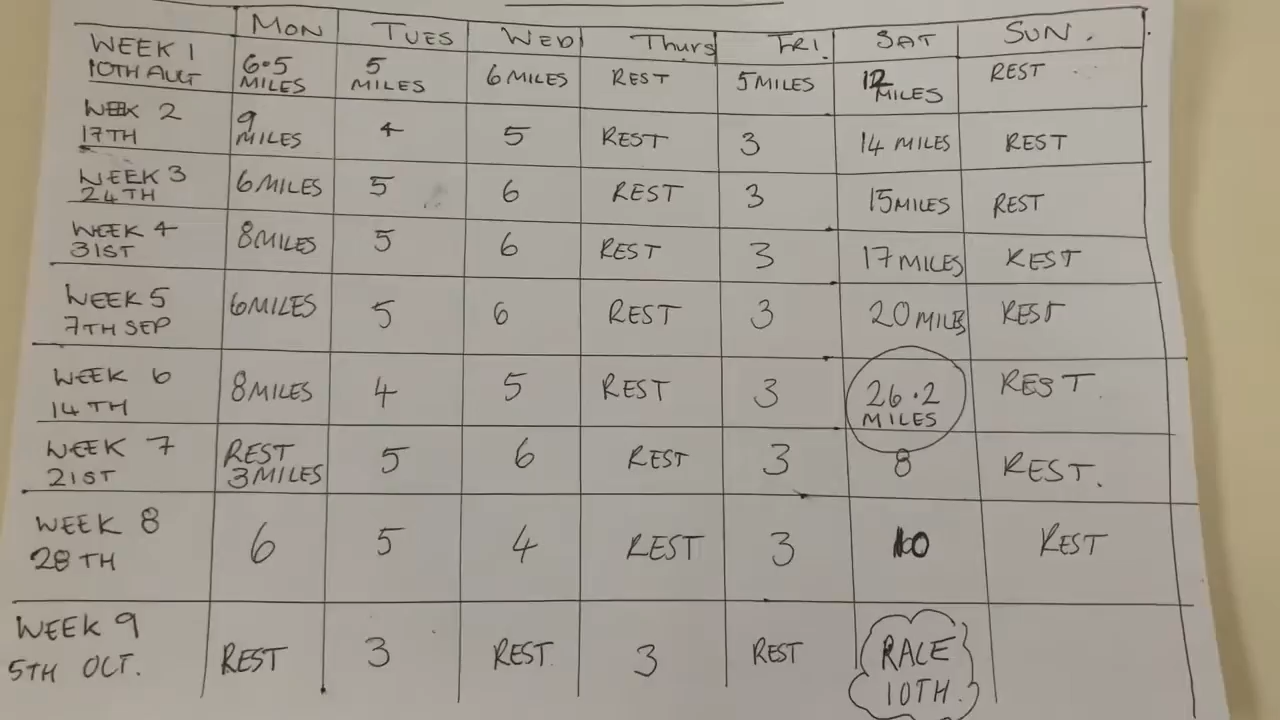 MON TUES WED Thurs FRI SAT SUN.
WEEK 1 6.5 5 6 MILES REST 5 MILES 12 REST
10TH AULT MILES MILES MILES
WEEK 2 9 4 5 REST 3 14 MILES REST
17TH MILES
WEEK 3 6 MILES 5 6 REST 3 15 MILES REST
24TH
WEEK 4 8 MILES 5 6 REST 3 17 MILES REST
31ST
WEEK 5 6 MILES 5 6 REST 3 20 MILES REST
7TH SEP
WEEK 6 8 MILES 4 5 REST 3 26.2 REST.
14TH MILES
WEEK 7 REST 5 6 REST 3 8 REST.
21ST 3 MILES
WEEK 8 6 5 4 REST 3 10 REST
28TH
WEEK 9 REST 3 REST. 3 REST RACE
5TH OCT. 10TH.